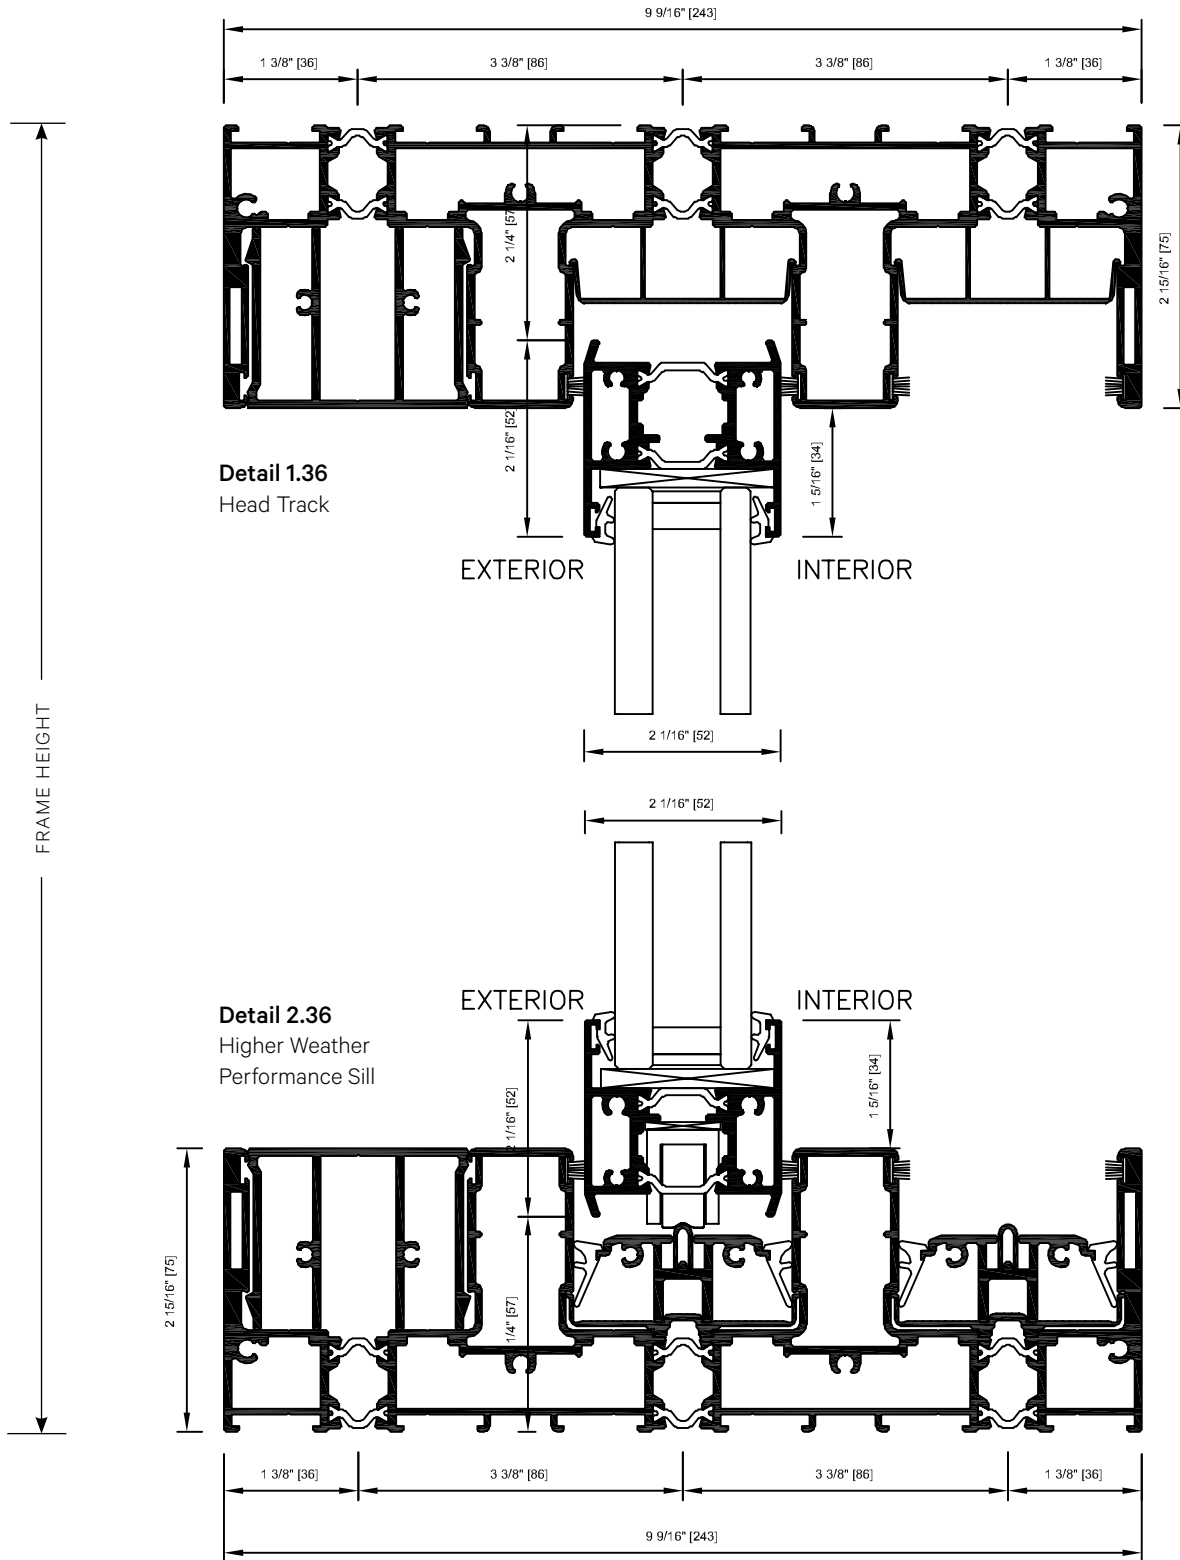 9 9/16" [243]
1 3/8" [36]
3 3/8" [86]
3 3/8" [86]
1 3/8" [36]
2 1/4" [57]
2 15/16" [75]
2 1/16" [52]
1 5/16" [34]
Detail 1.36
Head Track
EXTERIOR
INTERIOR
2 1/16" [52]
FRAME HEIGHT
2 1/16" [52]
Detail 2.36
Higher Weather
Performance Sill
EXTERIOR
INTERIOR
2 1/16" [52]
1 5/16" [34]
2 15/16" [75]
1/4" [57]
1 3/8" [36]
3 3/8" [86]
3 3/8" [86]
1 3/8" [36]
9 9/16" [243]